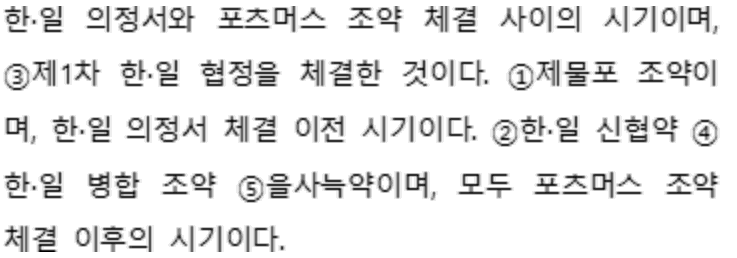 한·일 의정서와 포츠머스 조약 체결 사이의 시기이며,
③제1차 한·일 협정을 체결한 것이다. ①제물포 조약이
며, 한·일 의정서 체결 이전 시기이다. ②한·일 신협약 ④
한·일 병합 조약 ⑤을사늑약이며, 모두 포츠머스 조약
체결 이후의 시기이다.